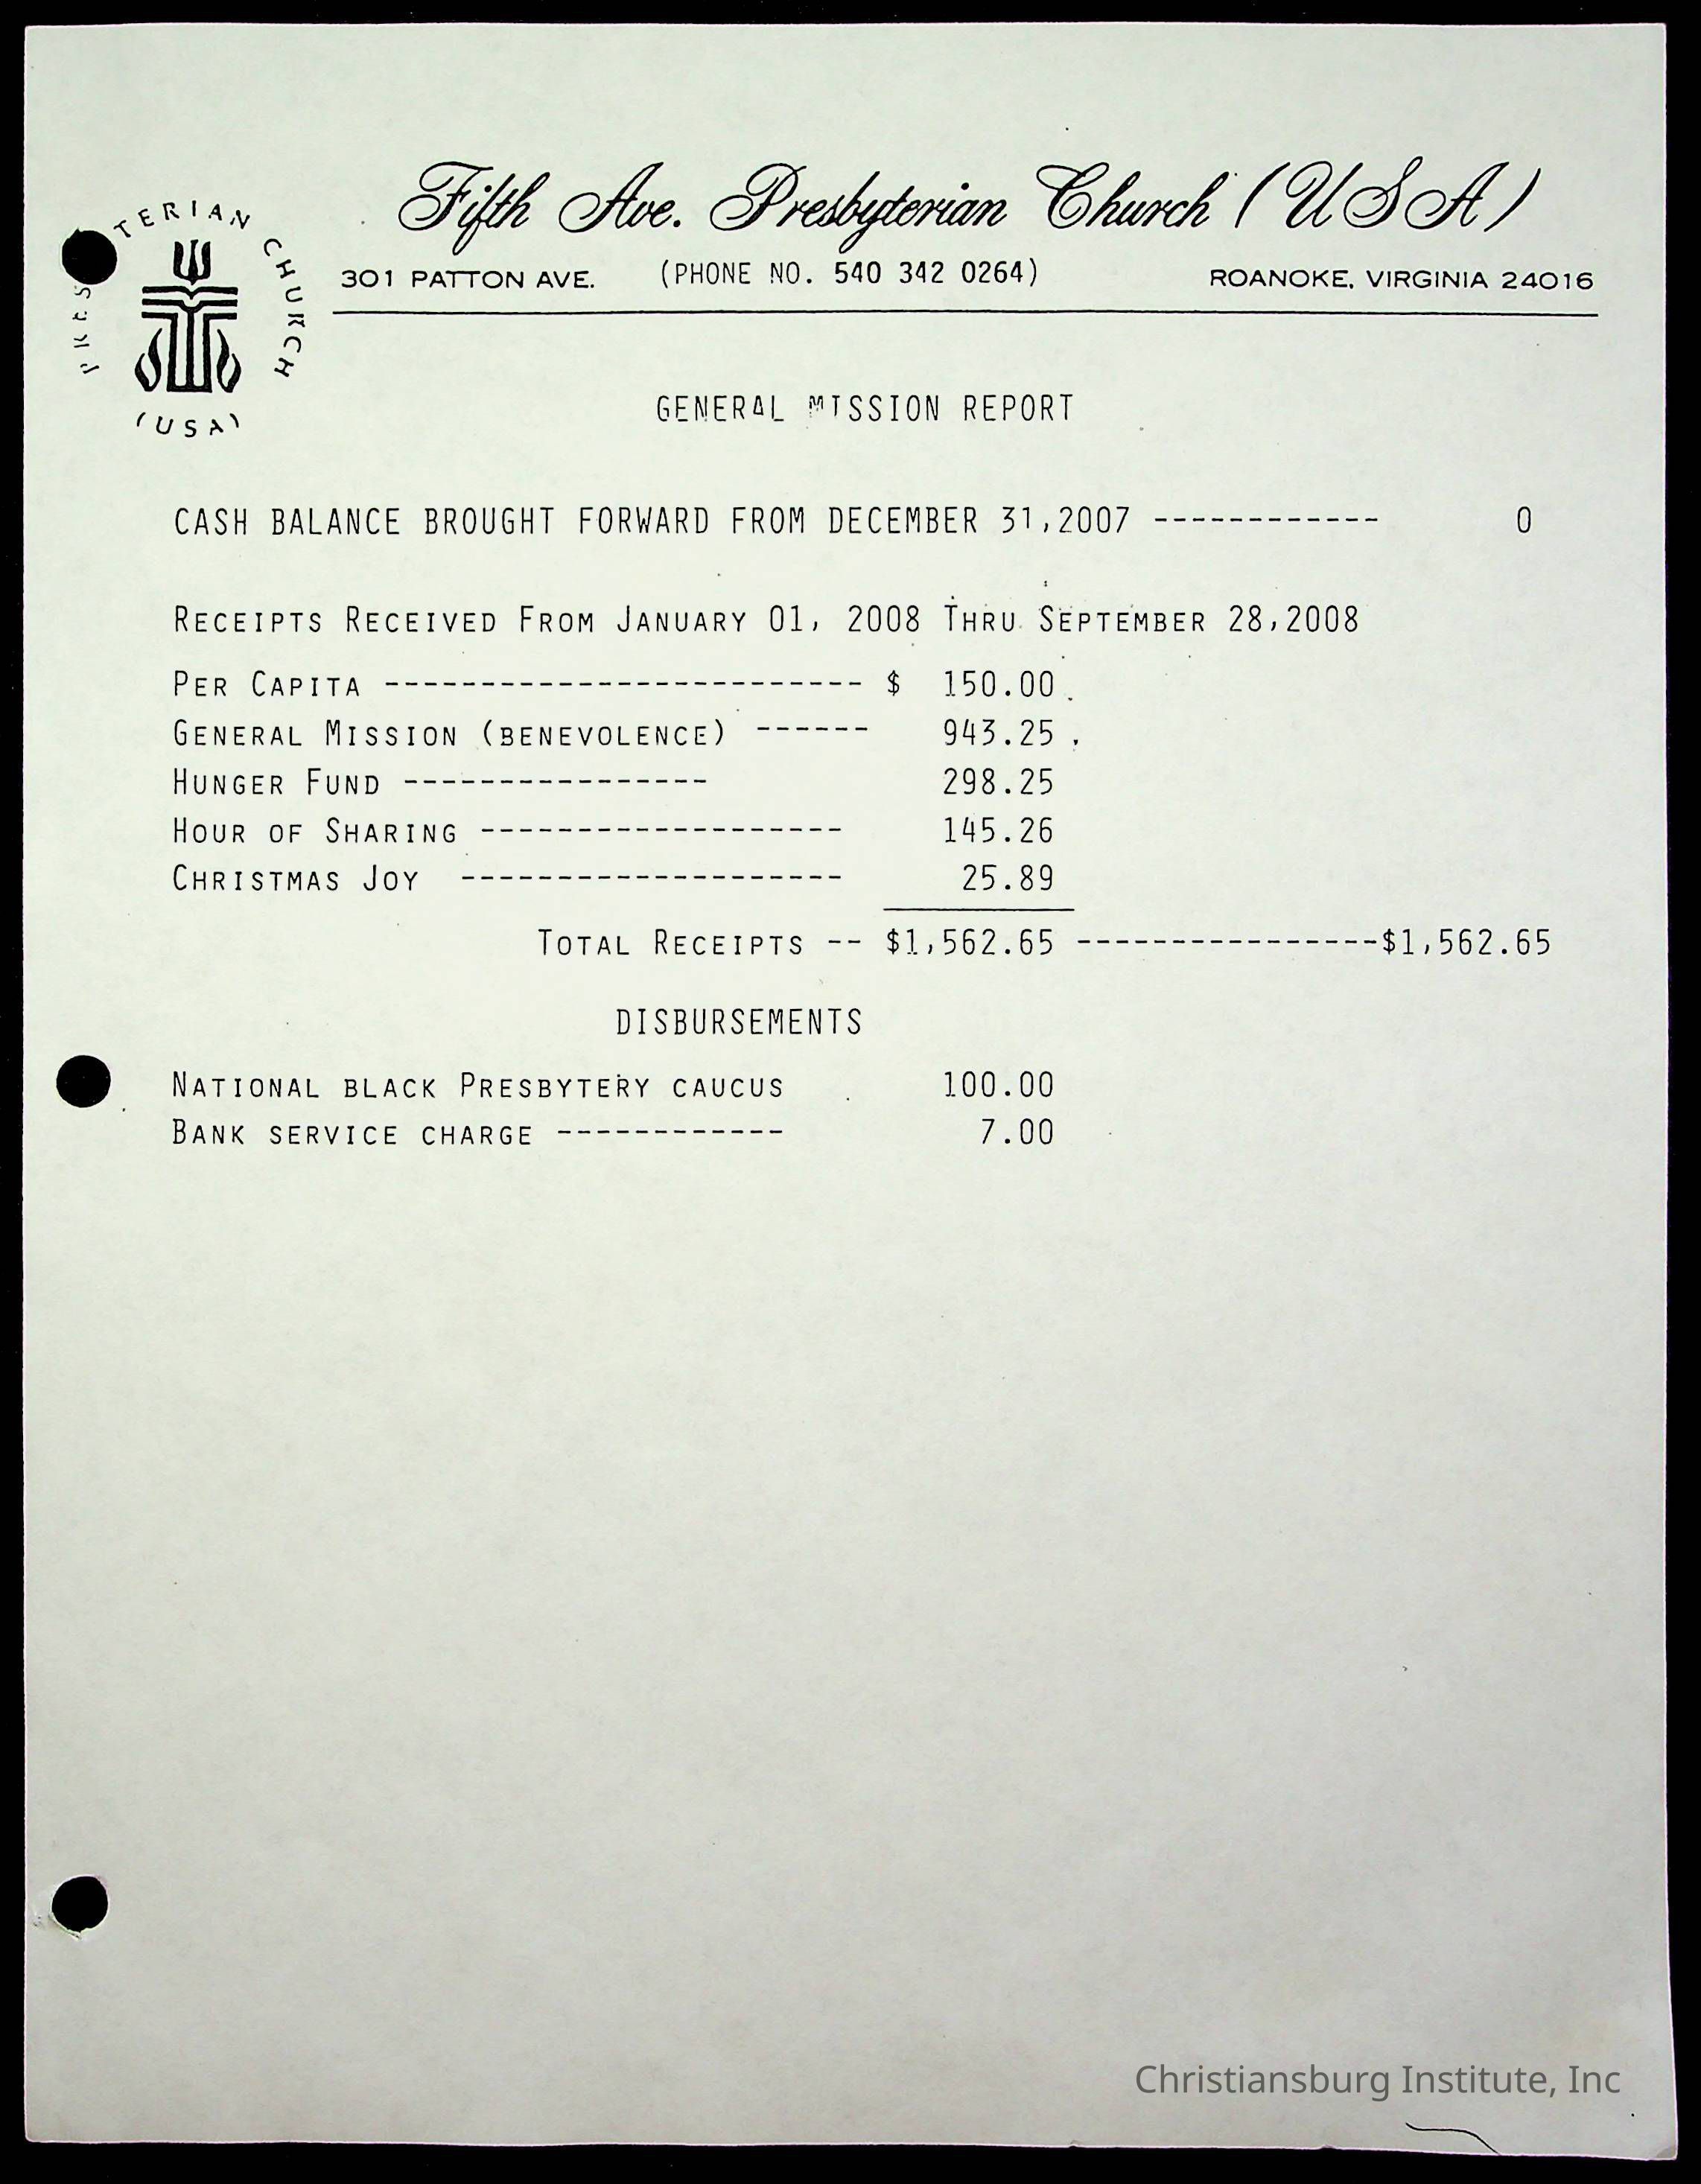 Fifth Ave. Presbyterian Church (USA)
PRES TERIAN CHURCH
(USA)
301 PATTON AVE. (PHONE NO. 540 342 0264) ROANOKE, VIRGINIA 24016
GENERAL MISSION REPORT
CASH BALANCE BROUGHT FORWARD FROM DECEMBER 31,2007 ------------ 0
RECEIPTS RECEIVED FROM JANUARY 01, 2008 THRU SEPTEMBER 28,2008
PER CAPITA ------------------------- $ 150.00
GENERAL MISSION (BENEVOLENCE) ------ 943.25
HUNGER FUND ---------------- 298.25
HOUR OF SHARING ------------------- 145.26
CHRISTMAS JOY -------------------- 25.89
TOTAL RECEIPTS -- $1,562.65 ----------------$1,562.65
DISBURSEMENTS
NATIONAL BLACK PRESBYTERY CAUCUS 100.00
BANK SERVICE CHARGE ------------ 7.00
Christiansburg Institute, Inc